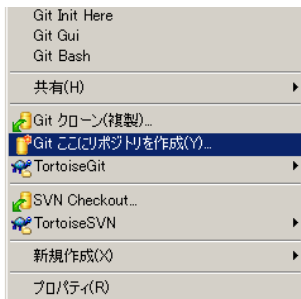 Git Init Here
Git Gui
Git Bash
共有(H)
Git クローン(複製)...
Git ここにリポジトリを作成(Y)...
TortoiseGit
SVN Checkout...
TortoiseSVN
新規作成(X)
プロパティ(R)